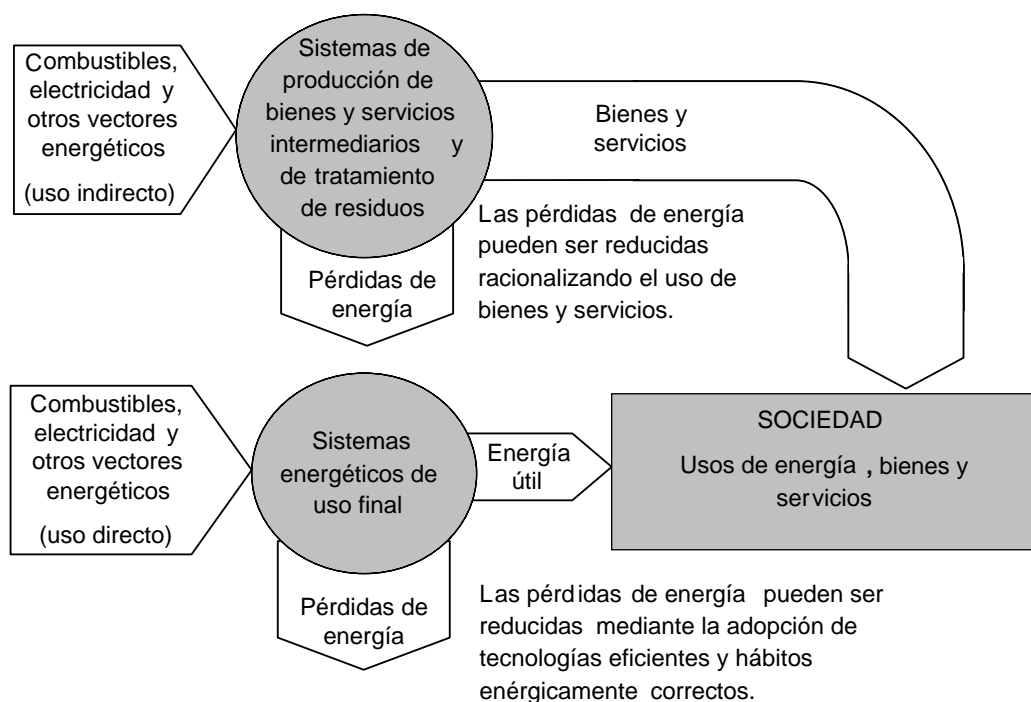 Combustibles,
electricidad y
otros vectores
energéticos
(uso indirecto)
Sistemas de
producción de
bienes y servicios
intermediarios y
de tratamiento
de residuos
Bienes y
servicios
Pérdidas de
energía
Las pérdidas de energía
pueden ser reducidas
racionalizando el uso de
bienes y servicios.
Combustibles,
electricidad y
otros vectores
energéticos
(uso directo)
Sistemas
energéticos de
uso final
Energía
útil
SOCIEDAD
Usos de energía , bienes y
servicios
Pérdidas de
energía
Las pérdidas de energía pueden ser
reducidas mediante la adopción de
tecnologías eficientes y hábitos
enérgicamente correctos.